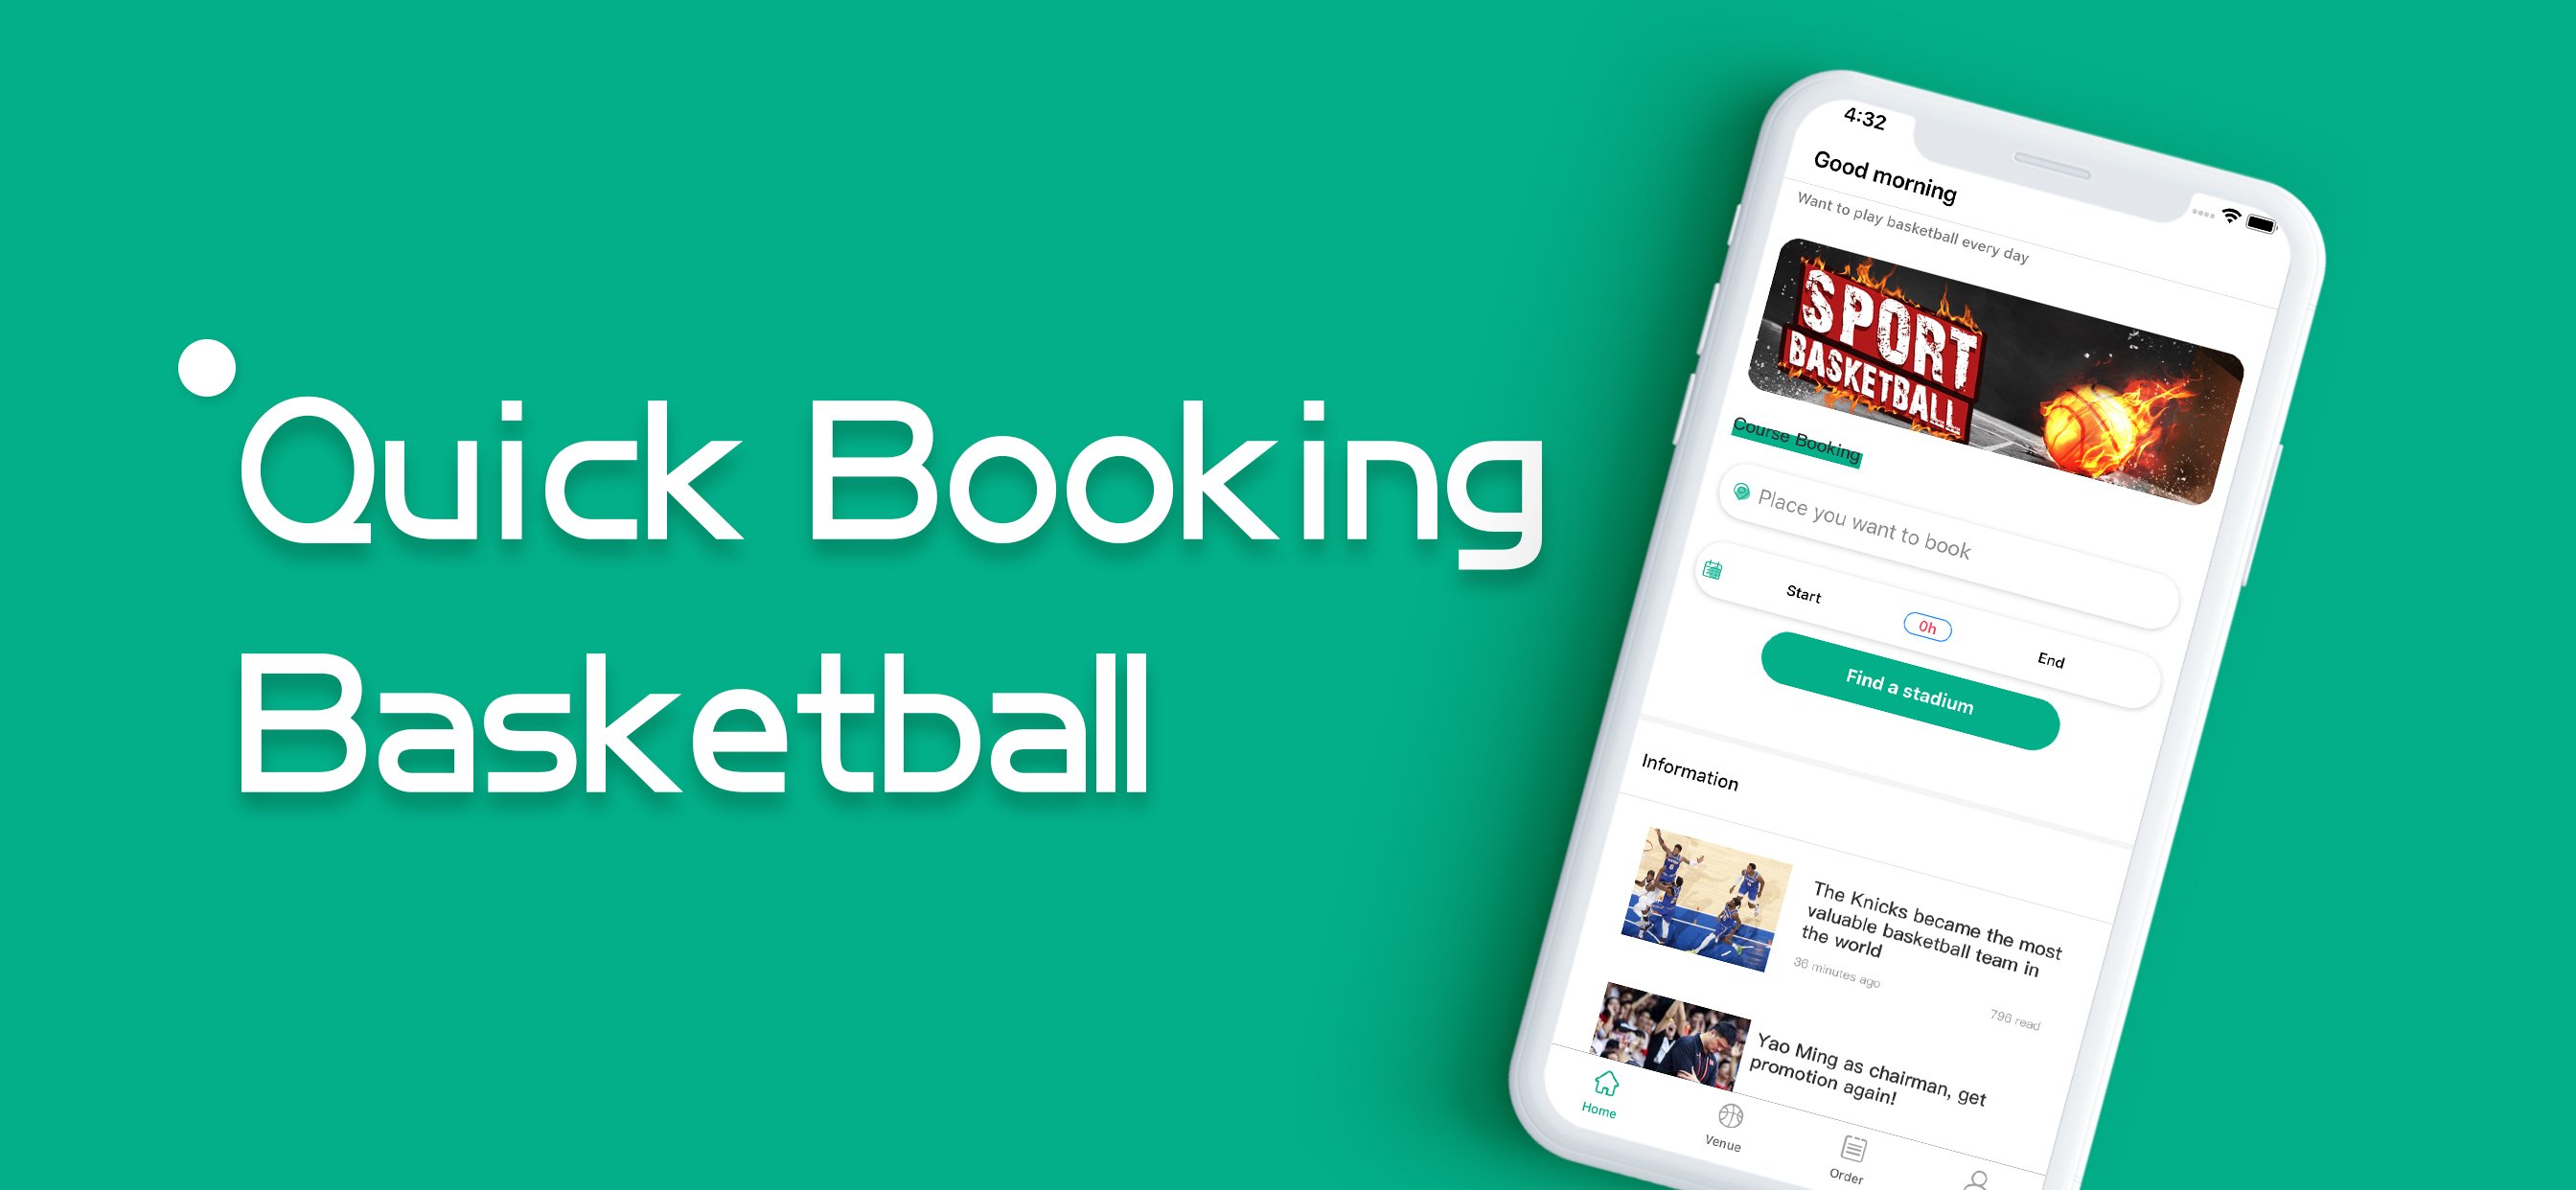 Quick Booking
Basketball
4:32
Good morning
Want to play basketball every day
SPORT
BASKETBALL
Course Booking
Place you want to book
Start
0h
End
Find a stadium
Information
The Knicks became the most
valuable basketball team in
the world
36 minutes ago
796 read
Yao Ming as chairman, get
promotion again!
Home
Venue
Order